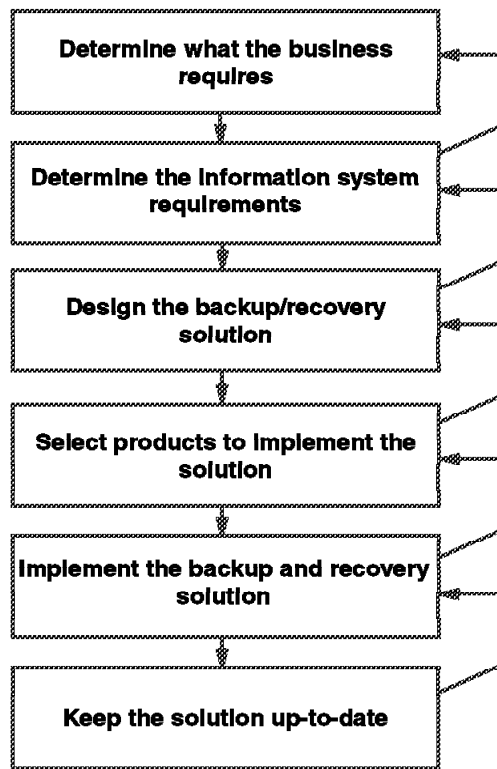 Determine what the business
requires
Determine the Information system
requirements
Design the backup/recovery
solution
Select products to Implement the
solution
Implement the backup and recovery
solution
Keep the solution up-to-date